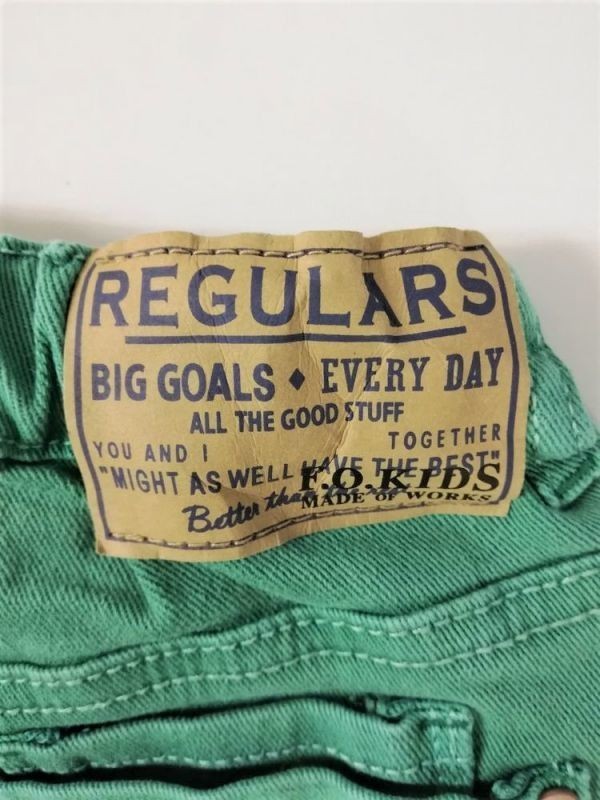 REGULARS
BIG GOALS ♦ EVERY DAY
ALL THE GOOD STUFF
YOU AND I TOGETHER
"MIGHT AS WELL HAVE THE BEST"
Better than
F.O.KIDS
MADE OF WORKS